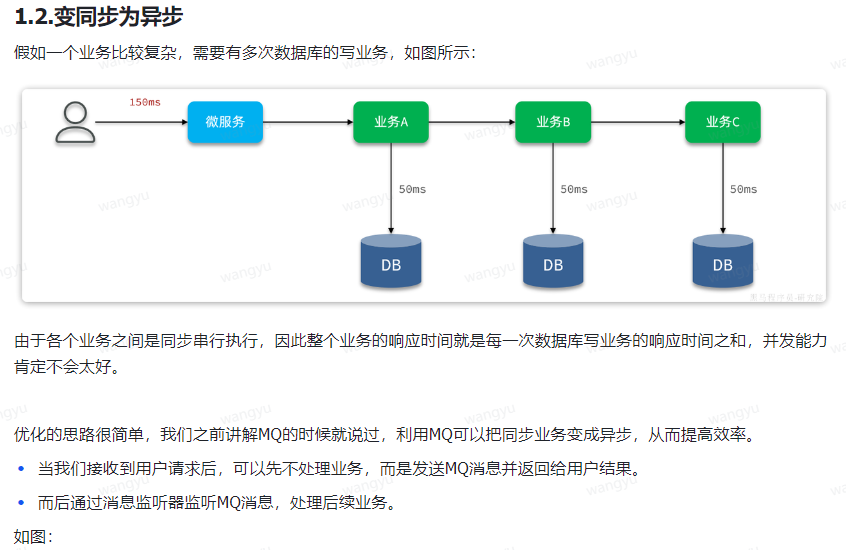 1.2.变同步为异步
假如一个业务比较复杂，需要有多次数据库的写业务，如图所示：
150ms
微服务
业务A
业务B
业务C
50ms
50ms
50ms
DB
DB
DB
由于各个业务之间是同步串行执行，因此整个业务的响应时间就是每一次数据库写业务的响应时间之和，并发能力
肯定不会太好。
优化的思路很简单，我们之前讲解MQ的时候就说过，利用MQ可以把同步业务变成异步，从而提高效率。
• 当我们接收到用户请求后，可以先不处理业务，而是发送MQ消息并返回给用户结果。
• 而后通过消息监听器监听MQ消息，处理后续业务。
如图：
wangyu